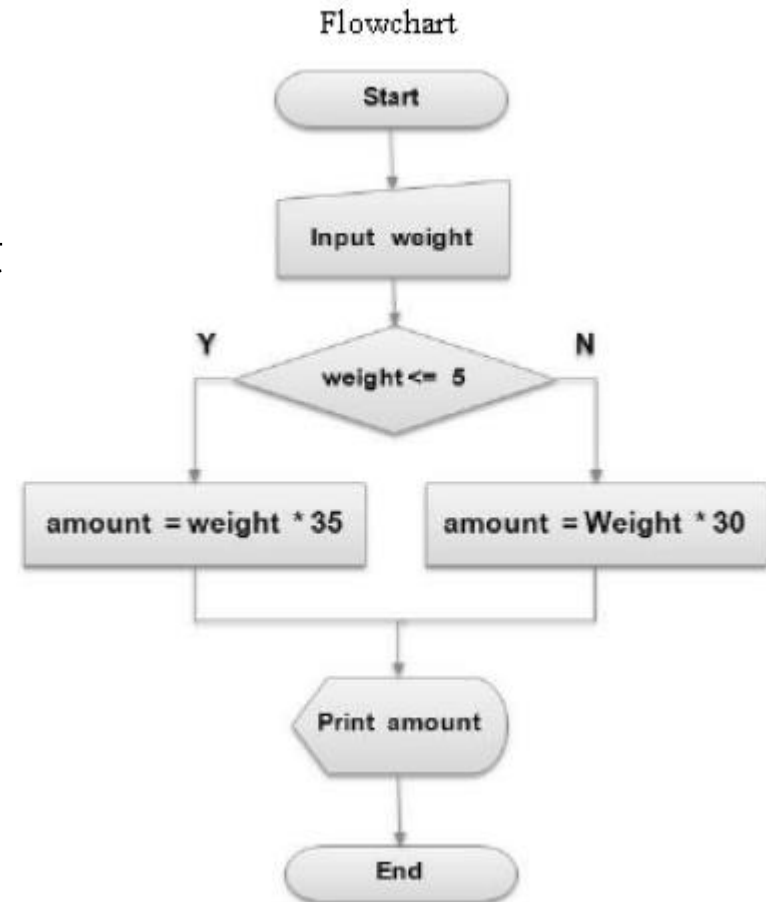 Flowchart
Start
Input weight
Y
N
weight<= 5
amount = weight * 35
amount = Weight * 30
Print amount
End